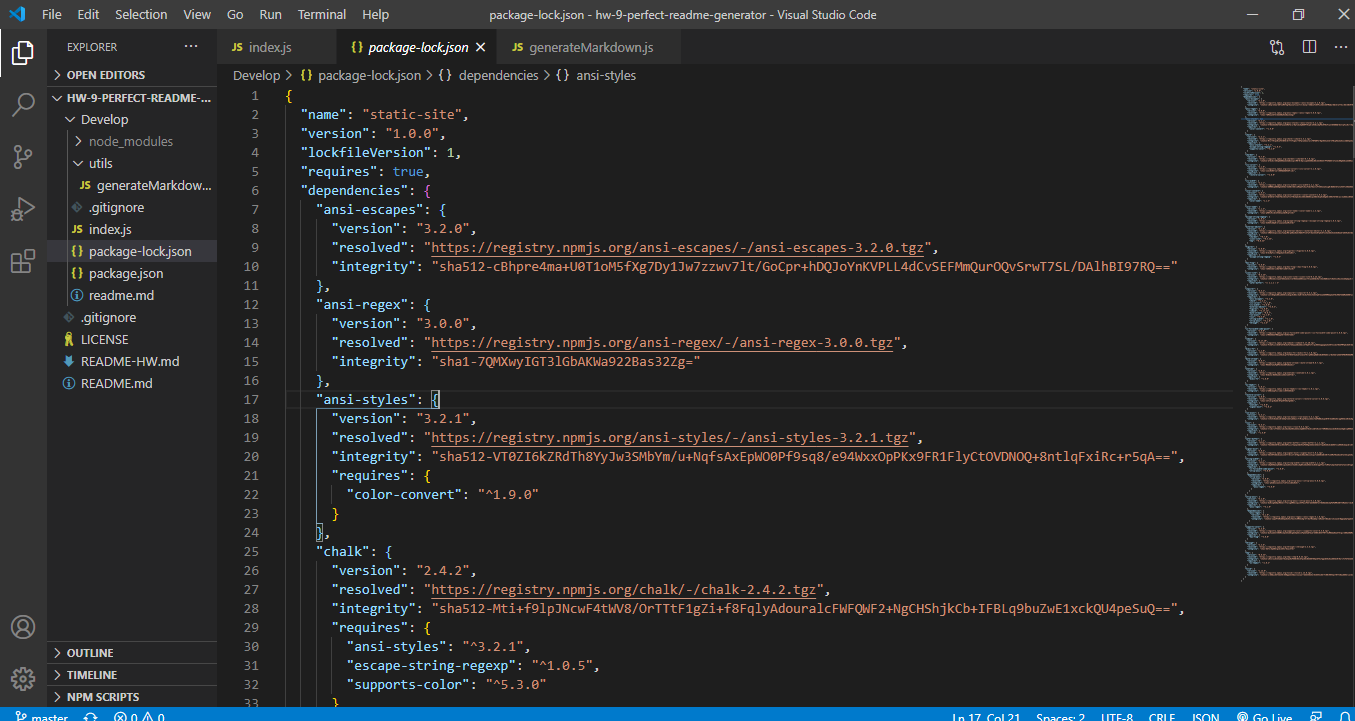 File Edit Selection View Go Run Terminal Help
package-lock.json - hw-9-perfect-readme-generator - Visual Studio Code
EXPLORER
OPEN EDITORS
HW-9-PERFECT-README-...
Develop
node_modules
utils
JS generateMarkdow...
.gitignore
JS index.js
{} package-lock.json
{} package.json
readme.md
.gitignore
LICENSE
README-HW.md
README.md
OUTLINE
TIMELINE
NPM SCRIPTS
JS index.js
{} package-lock.json
JS generateMarkdown.js
Develop > {} package-lock.json > {} dependencies > {} ansi-styles
1 {
2 "name": "static-site",
3 "version": "1.0.0",
4 "lockfileVersion": 1,
5 "requires": true,
6 "dependencies": {
7 "ansi-escapes": {
8 "version": "3.2.0",
9 "resolved": "https://registry.npmjs.org/ansi-escapes/-/ansi-escapes-3.2.0.tgz",
10 "integrity": "sha512-cBhpre4ma+U0T1oM5fXg7Dy1Jw7zzwv7lt/GoCpr+hDQJoYnKVPLL4dCvSEFMmQurOQvSrwT7SL/DAlhBI97RQ=="
11 },
12 "ansi-regex": {
13 "version": "3.0.0",
14 "resolved": "https://registry.npmjs.org/ansi-regex/-/ansi-regex-3.0.0.tgz",
15 "integrity": "sha1-7QMXwyIGT3lGbAKWa922Bas32Zg="
16 },
17 "ansi-styles": {
18 "version": "3.2.1",
19 "resolved": "https://registry.npmjs.org/ansi-styles/-/ansi-styles-3.2.1.tgz",
20 "integrity": "sha512-VT0ZI6kZRdTh8YyJw3SMbYm/u+NqfsAxEpWO0Pf9sq8/e94WxxOpPKx9FR1FlyCtOVDNOQ+8ntlqFxiRc+r5qA==",
21 "requires": {
22 "color-convert": "^1.9.0"
23 }
24 },
25 "chalk": {
26 "version": "2.4.2",
27 "resolved": "https://registry.npmjs.org/chalk/-/chalk-2.4.2.tgz",
28 "integrity": "sha512-Mti+f9lpJNcwF4tWV8/OrTTtF1gZi+f8FqlyAdouralcFWFQWF2+NgCHShjkCb+IFBLq9buZwE1xckQU4peSuQ==",
29 "requires": {
30 "ansi-styles": "^3.2.1",
31 "escape-string-regexp": "^1.0.5",
32 "supports-color": "^5.3.0"
33 }
master 0 0 Ln 17, Col 21 Spaces: 2 UTF-8 CRLF JSON Go Live